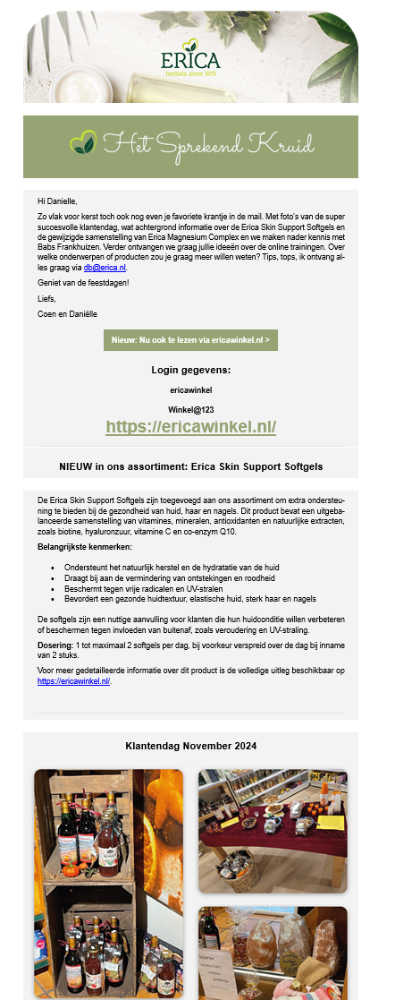 ERICA
herbals since 1973
Het Sprekend Kruid
Hi Danielle,
Zo vlak voor kerst toch ook nog even je favoriete krantje in de mail. Met foto's van de super
succesvolle klantendag, wat achtergrond informatie over de Erica Skin Support Softgels en
de gewijzigde samenstelling van Erica Magnesium Complex en we maken nader kennis met
Babs Frankhuizen. Verder ontvangen we graag jullie ideeën over de online trainingen. Over
welke onderwerpen of producten zou je graag meer willen weten? Tips, tops, ik ontvang al-
les graag via db@erica.nl.
Geniet van de feestdagen!
Liefs,
Coen en Daniëlle
Nieuw: Nu ook te lezen via ericawinkel.nl >
Login gegevens:
ericawinkel
Winkel@123
https://ericawinkel.nl/
NIEUW in ons assortiment: Erica Skin Support Softgels
De Erica Skin Support Softgels zijn toegevoegd aan ons assortiment om extra ondersteu-
ning te bieden bij de gezondheid van huid, haar en nagels. Dit product bevat een uitgeba-
lanceerde samenstelling van vitamines, mineralen, antioxidanten en natuurlijke extracten,
zoals biotine, hyaluronzuur, vitamine C en co-enzym Q10.
Belangrijkste kenmerken:
• Ondersteunt het natuurlijk herstel en de hydratatie van de huid
• Draagt bij aan de vermindering van ontstekingen en roodheid
• Beschermt tegen vrije radicalen en UV-stralen
• Bevordert een gezonde huidtextuur, elastische huid, sterk haar en nagels
De softgels zijn een nuttige aanvulling voor klanten die hun huidconditie willen verbeteren
of beschermen tegen invloeden van buitenaf, zoals veroudering en UV-straling.
Dosering: 1 tot maximaal 2 softgels per dag, bij voorkeur verspreid over de dag bij inname
van 2 stuks.
Voor meer gedetailleerde informatie over dit product is de volledige uitleg beschikbaar op
https://ericawinkel.nl/.
Klantendag November 2024